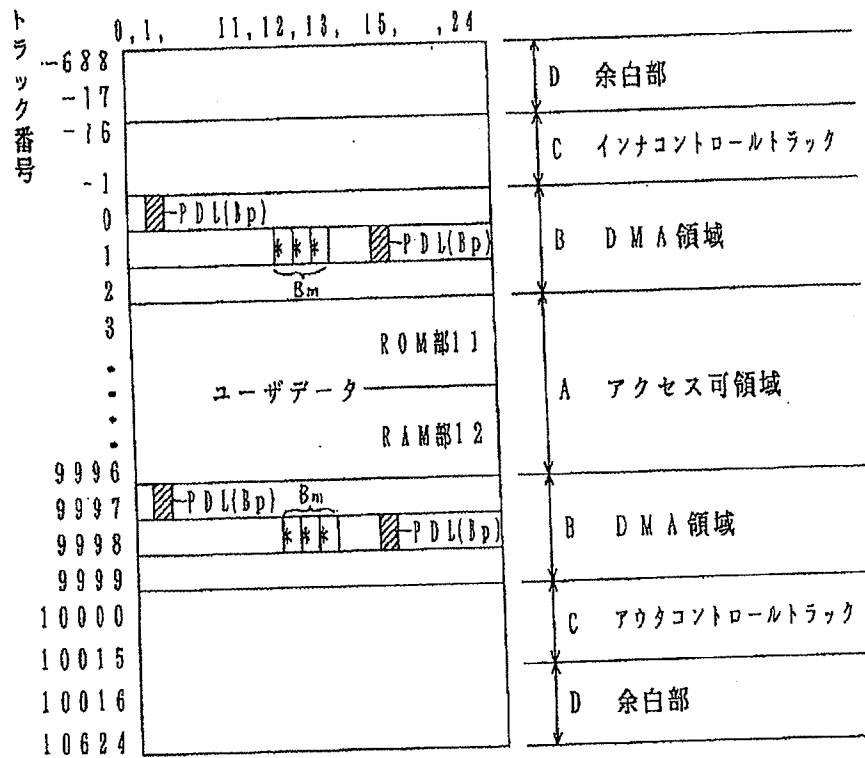 トラック番号
0,1, 11,12,13, 15, ,24
-688
-17
-16
-1
0
1
2
3
9996
9997
9998
9999
10000
10015
10016
10624
PDL(Bp)
* * *
PDL(Bp)
Bm
ROM部11
ユーザデータ
RAM部12
PDL(Bp)
Bm
* * *
PDL(Bp)
D 余白部
C インナコントロールトラック
B DMA領域
A アクセス可領域
B DMA領域
C アウタコントロールトラック
D 余白部